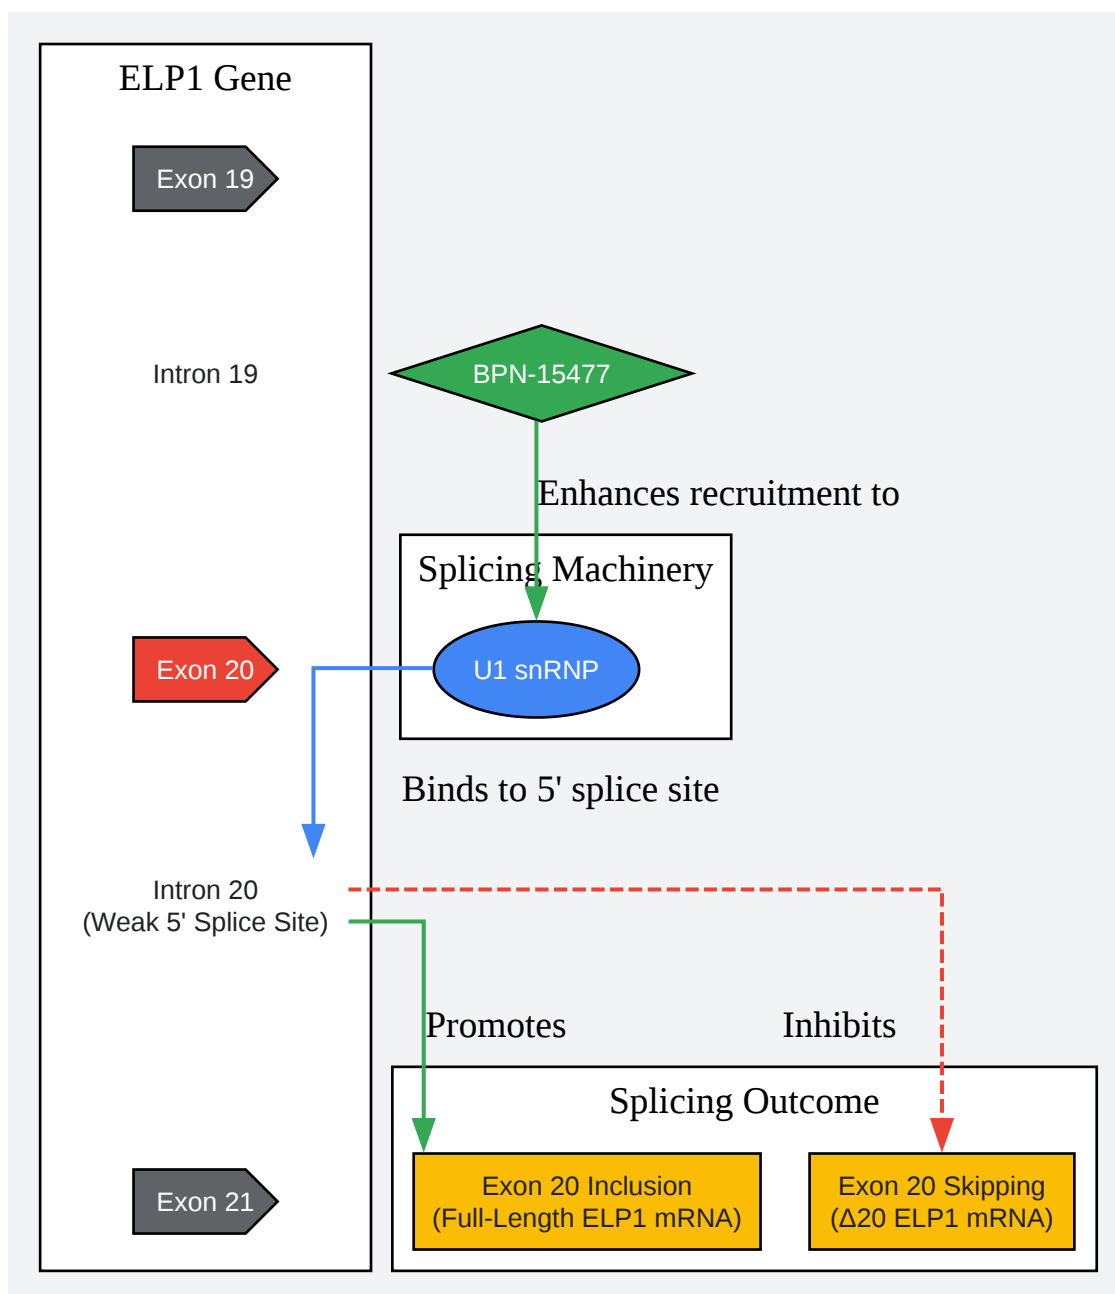 ELP1 Gene
Exon 19
Intron 19
BPN-15477
Enhances recruitment to
Splicing Machinery
Exon 20
U1 snRNP
Binds to 5' splice site
Intron 20
(Weak 5' Splice Site)
Promotes
Inhibits
Splicing Outcome
Exon 21
Exon 20 Inclusion
(Full-Length ELP1 mRNA)
Exon 20 Skipping
(Δ20 ELP1 mRNA)